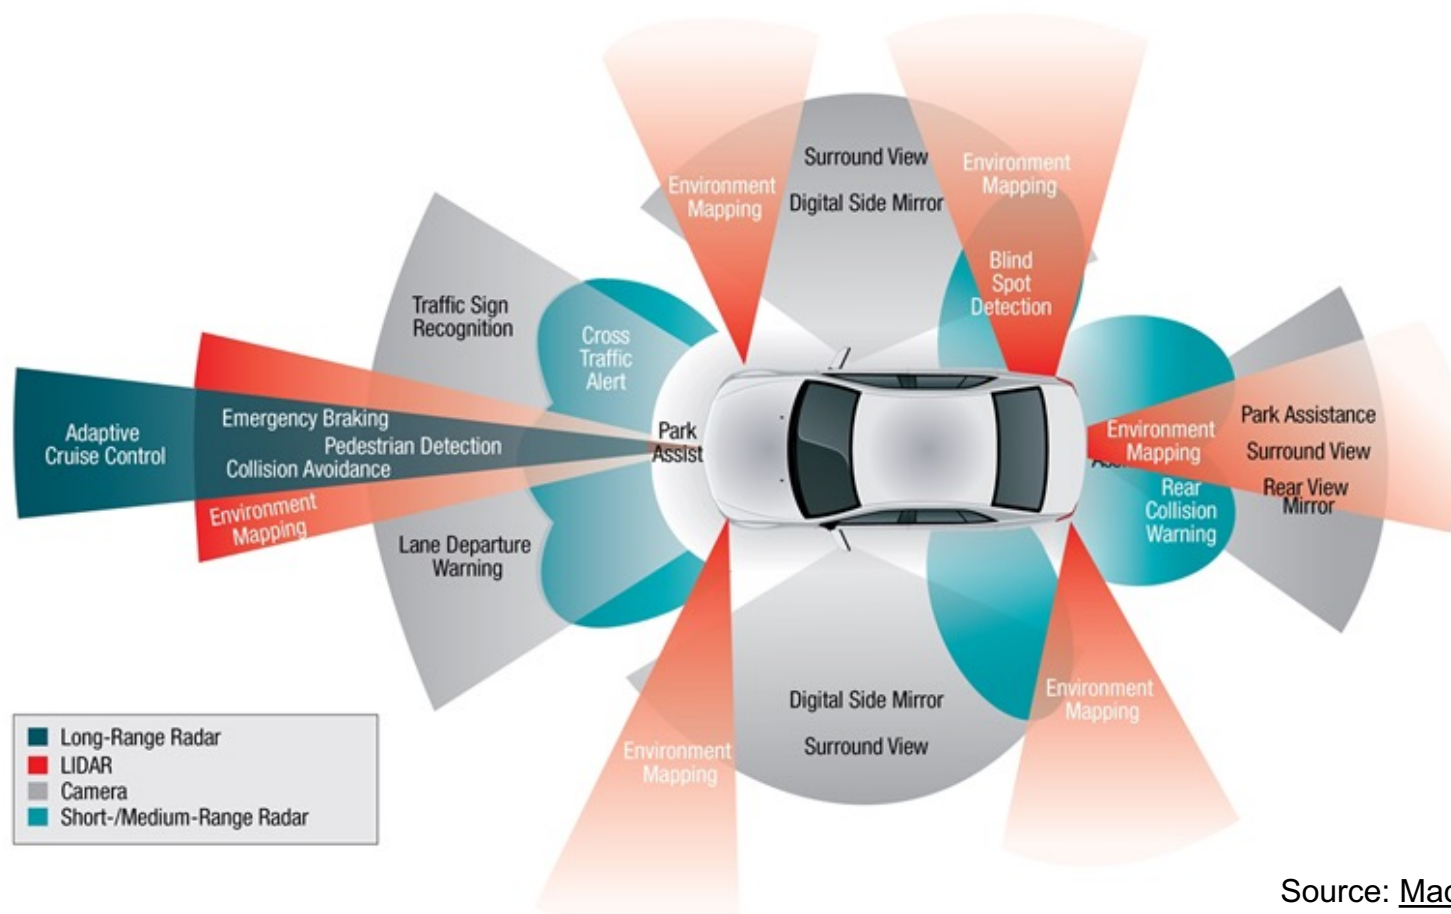 Surround View
Digital Side Mirror
Environment
Mapping
Environment
Mapping
Blind
Spot
Detection
Traffic Sign
Recognition
Cross
Traffic
Alert
Adaptive
Cruise Control
Emergency Braking
Pedestrian Detection
Collision Avoidance
Environment
Mapping
Park
Assist
Lane Departure
Warning
Environment
Mapping
Rear
Collision
Warning
Park Assistance
Surround View
Rear View
Mirror
Digital Side Mirror
Surround View
Environment
Mapping
Environment
Mapping
Long-Range Radar
LIDAR
Camera
Short-/Medium-Range Radar
Source: